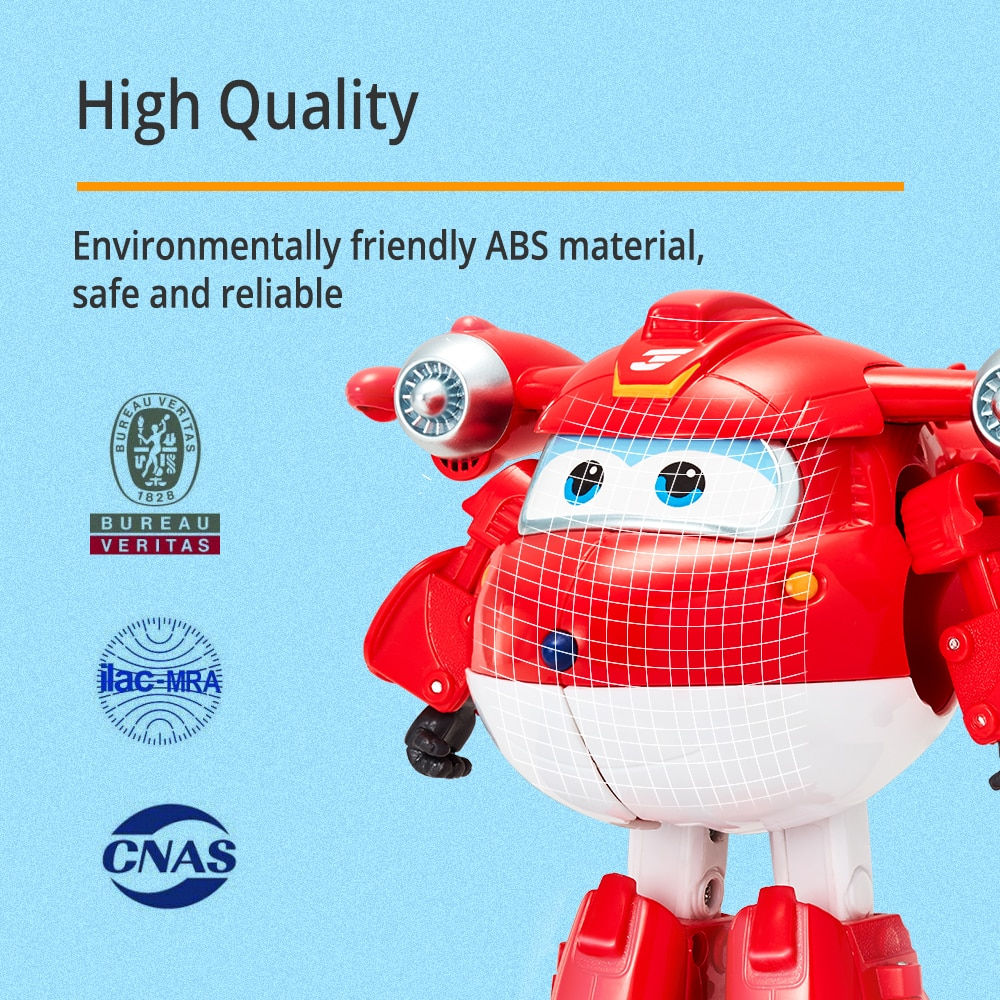 High Quality
Environmentally friendly ABS material,
safe and reliable
BUREAU VERITAS
1828
BUREAU
VERITAS
ilac-MRA
CNAS